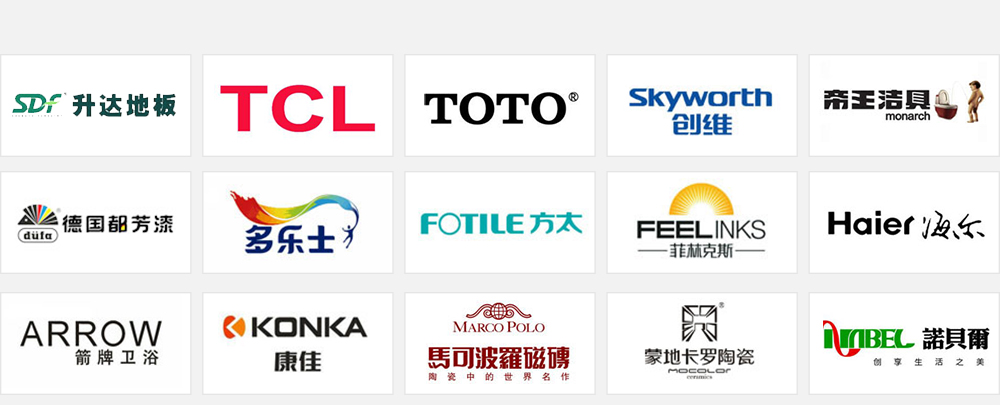 SDF 升达地板
TCL
TOTO®
Skyworth
创维
帝王洁具
monarch
düfa 德国都芳漆
多乐士
FOTILE 方太
FEELINKS
菲林克斯
Haier 海尔
ARROW
箭牌卫浴
KONKA
康佳
MARCO POLO
馬可波羅磁磚
陶瓷中的世界名作
蒙地卡罗陶瓷
MOCOLOR
ceramics
NABEL 諾貝爾
创享生活之美